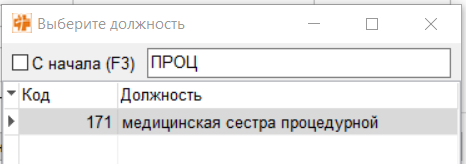 Выберите должность
С начала (F3) ПРОЦ
Код Должность
171 медицинская сестра процедурной